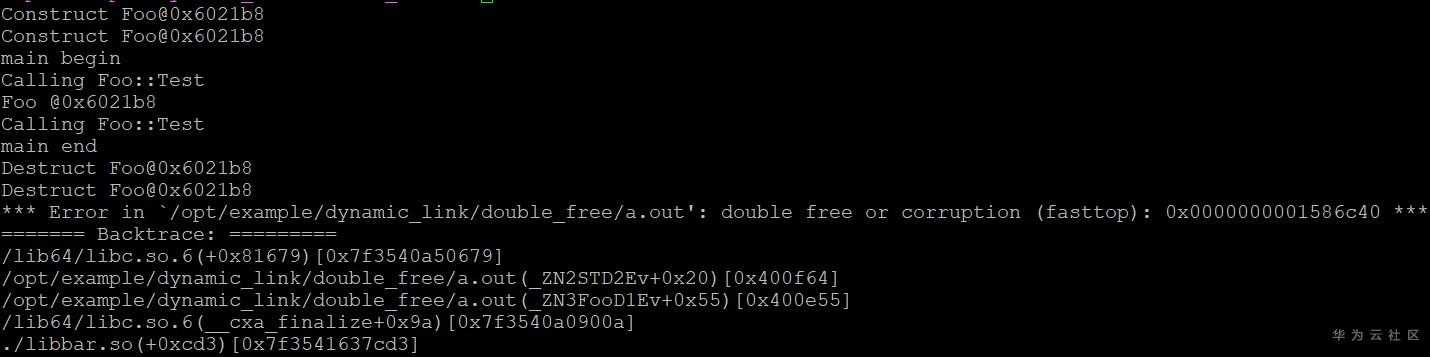 Construct Foo@0x6021b8
Construct Foo@0x6021b8
main begin
Calling Foo::Test
Foo @0x6021b8
Calling Foo::Test
main end
Destruct Foo@0x6021b8
Destruct Foo@0x6021b8
*** Error in `/opt/example/dynamic_link/double_free/a.out': double free or corruption (fasttop): 0x0000000001586c40 ***
======= Backtrace: =========
/lib64/libc.so.6(+0x81679)[0x7f3540a50679]
/opt/example/dynamic_link/double_free/a.out(_ZN2STD2Ev+0x20)[0x400f64]
/opt/example/dynamic_link/double_free/a.out(_ZN3FooD1Ev+0x55)[0x400e55]
/lib64/libc.so.6(__cxa_finalize+0x9a)[0x7f3540a0900a]
./libbar.so(+0xcd3)[0x7f3541637cd3]
华为云社区